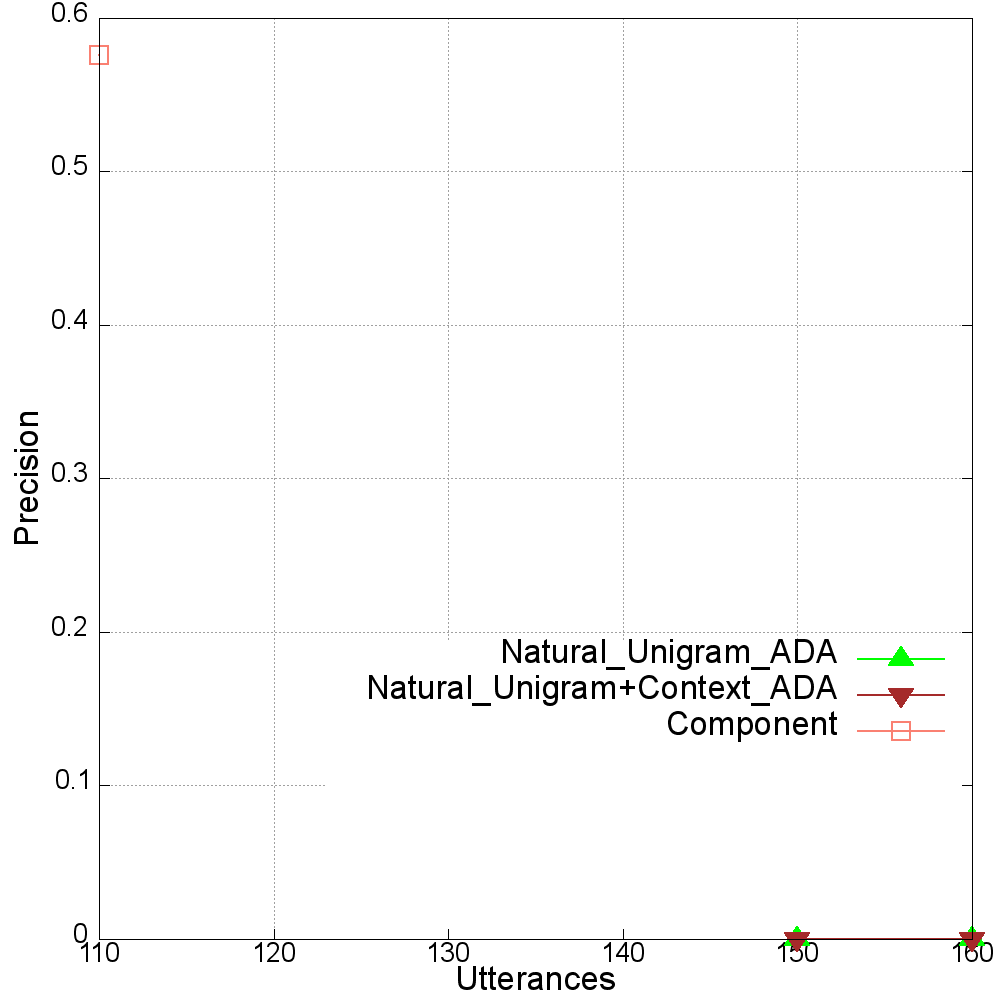 0.6
0.5
0.4
0.3
0.2
0.1
0
Precision
Natural_Unigram_ADA
Natural_Unigram+Context_ADA
Component
110 120 130 140 150 160
Utterances